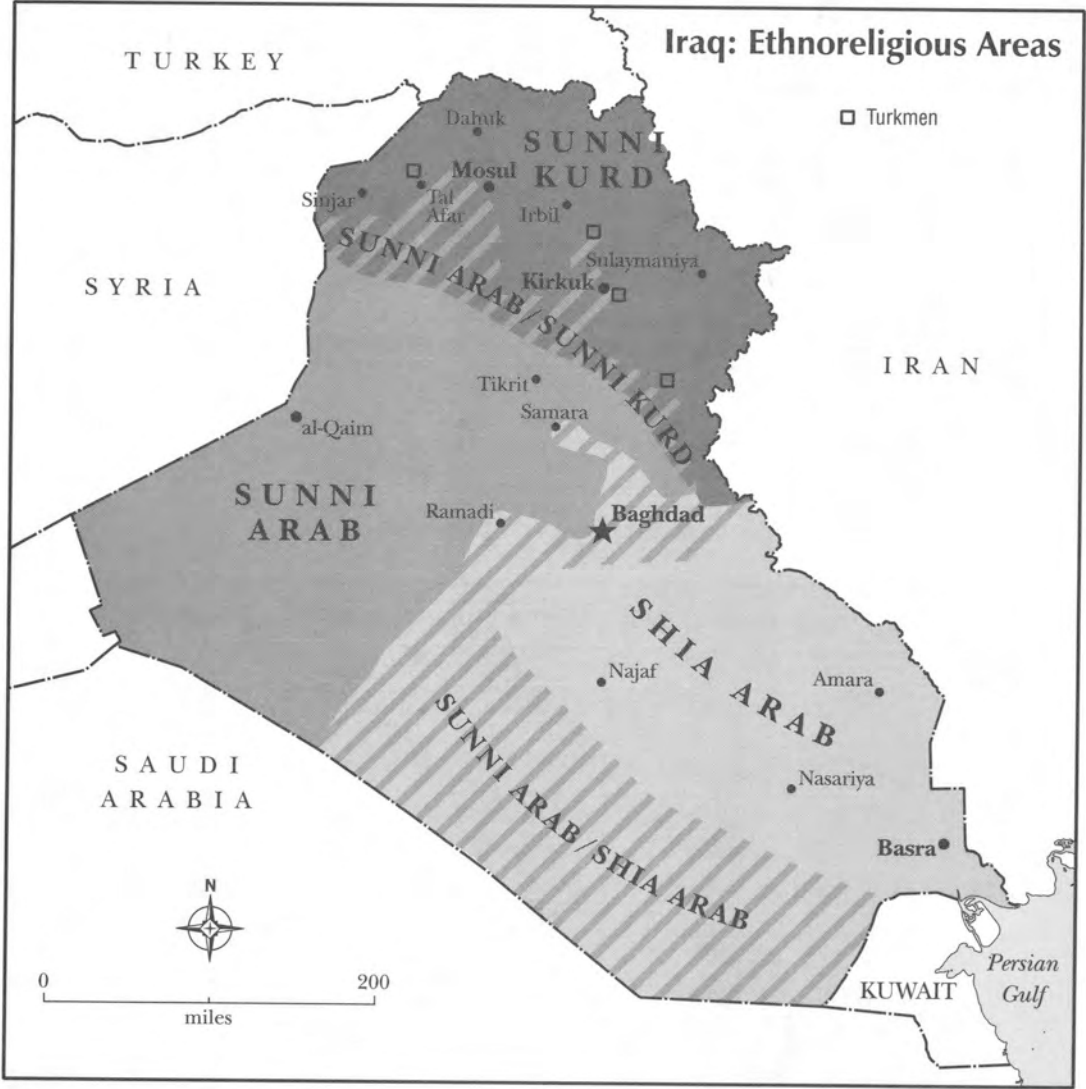 Iraq: Ethnoreligious Areas
Turkmen
TURKEY
SYRIA
IRAN
SAUDI
ARABIA
KUWAIT
Persian
Gulf
SUNNI
KURD
SUNNI ARAB/SUNNI KURD
SUNNI
ARAB
SHIA ARAB
SUNNI ARAB/SHIA ARAB
Dahuk
Mosul
Sinjar
Tal
Afar
Irbil
Sulaymaniya
Kirkuk
Tikrit
Samara
al-Qaim
Ramadi
Baghdad
Najaf
Amara
Nasariya
Basra
N
0 200
miles